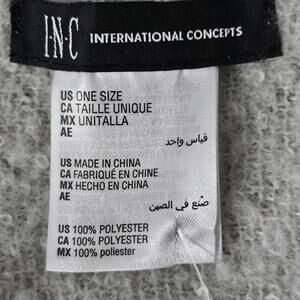 I·N·C INTERNATIONAL CONCEPTS
US ONE SIZE
CA TAILLE UNIQUE
MX UNITALLA
AE
قياس واحد
US MADE IN CHINA
CA FABRIQUÉ EN CHINE
MX HECHO EN CHINA
AE
صُنع في الصين
US 100% POLYESTER
CA 100% POLYESTER
MX 100% poliester